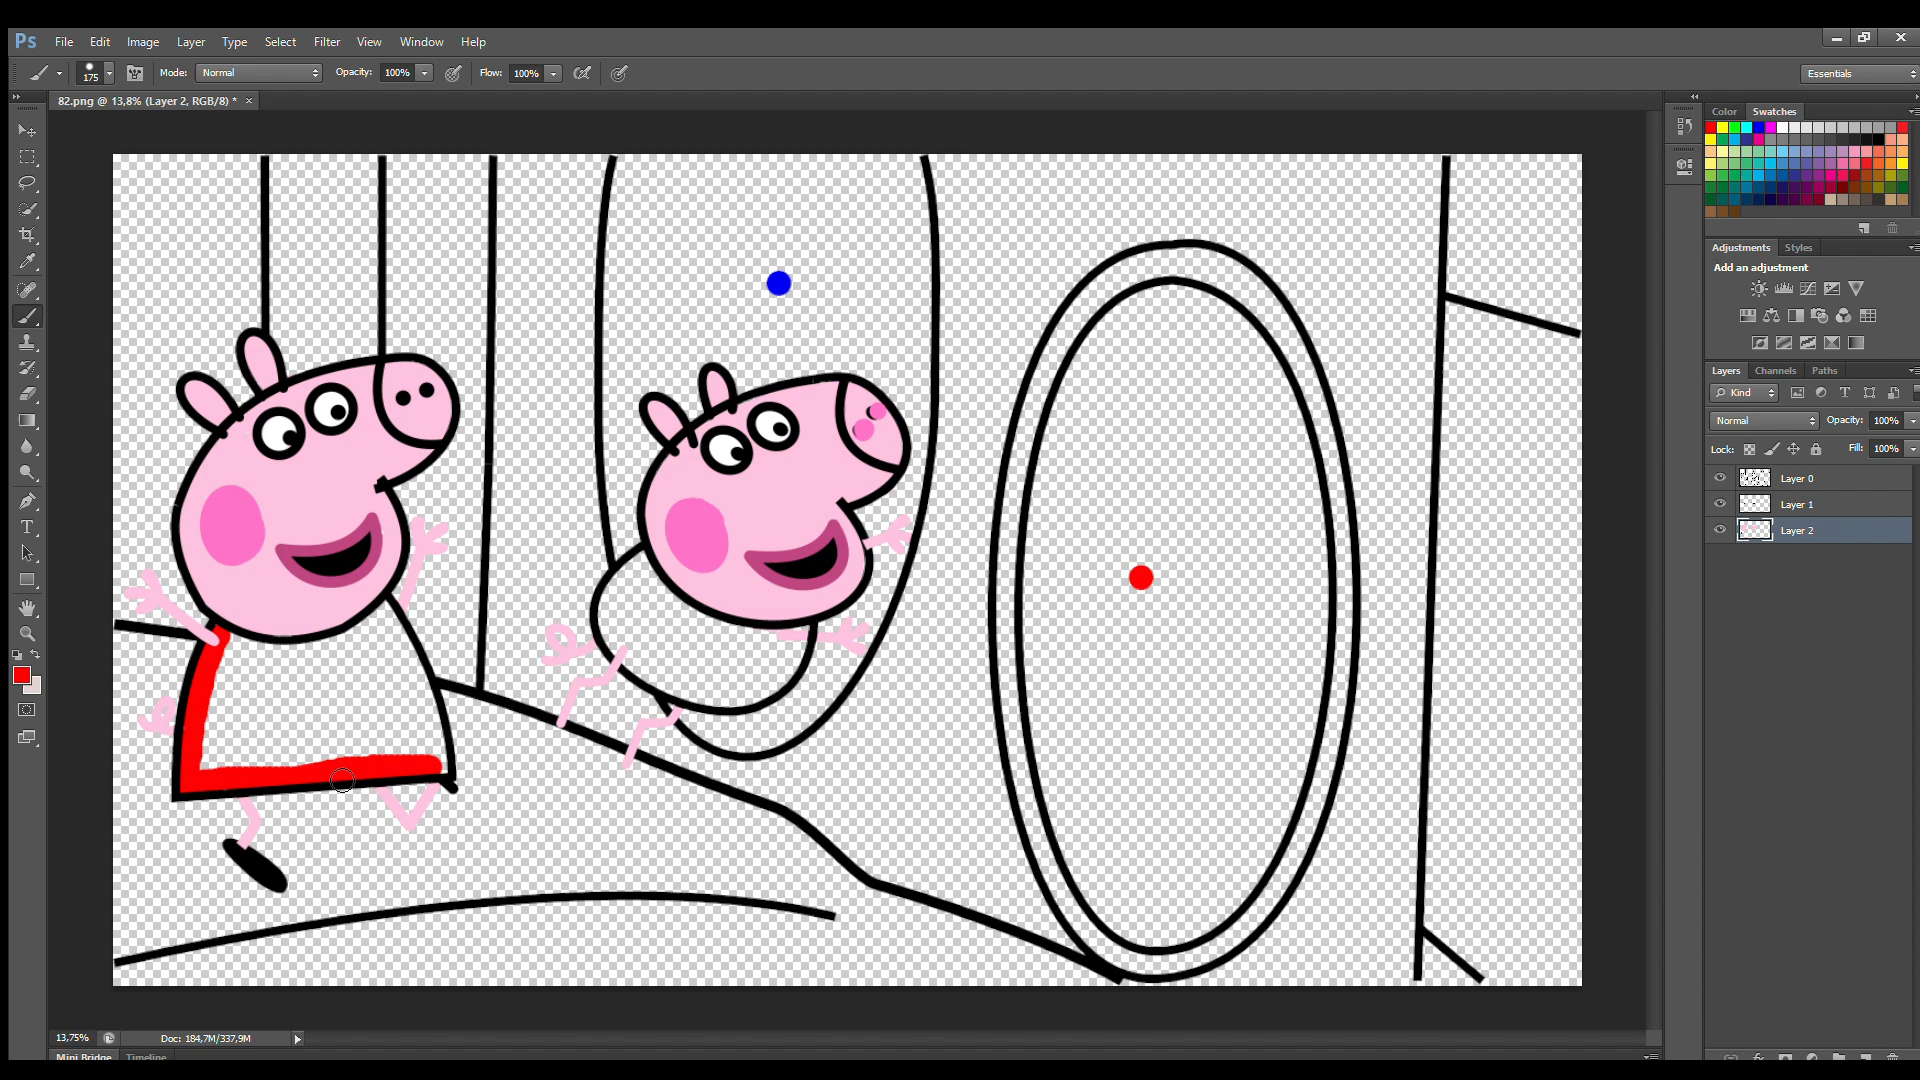 Ps File Edit Image Layer Type Select Filter View Window Help
175 Mode: Normal Opacity: 100% Flow: 100% Essentials
82.png @ 13,8% (Layer 2, RGB/8) * ×
Color Swatches
Adjustments Styles
Add an adjustment
Layers Channels Paths
Kind
Normal Opacity: 100%
Lock: Fill: 100%
Layer 0
Layer 1
Layer 2
13,75% Doc: 184,7M/337,9M
Mini Bridge Timeline